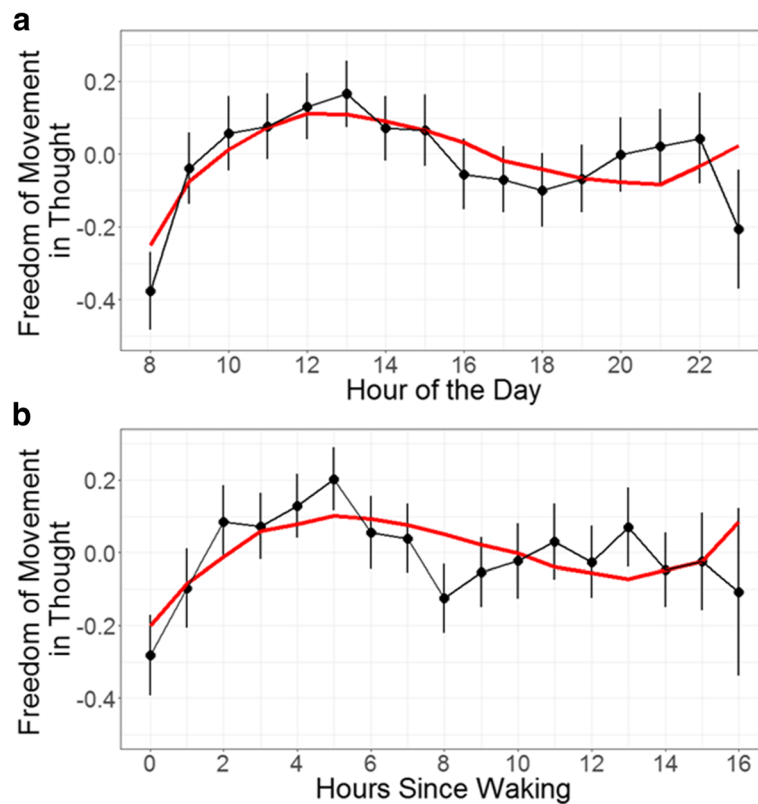 a
Freedom of Movement
in Thought
0.2
0.0
-0.2
-0.4
8 10 12 14 16 18 20 22
Hour of the Day
b
Freedom of Movement
in Thought
0.2
0.0
-0.2
-0.4
0 2 4 6 8 10 12 14 16
Hours Since Waking